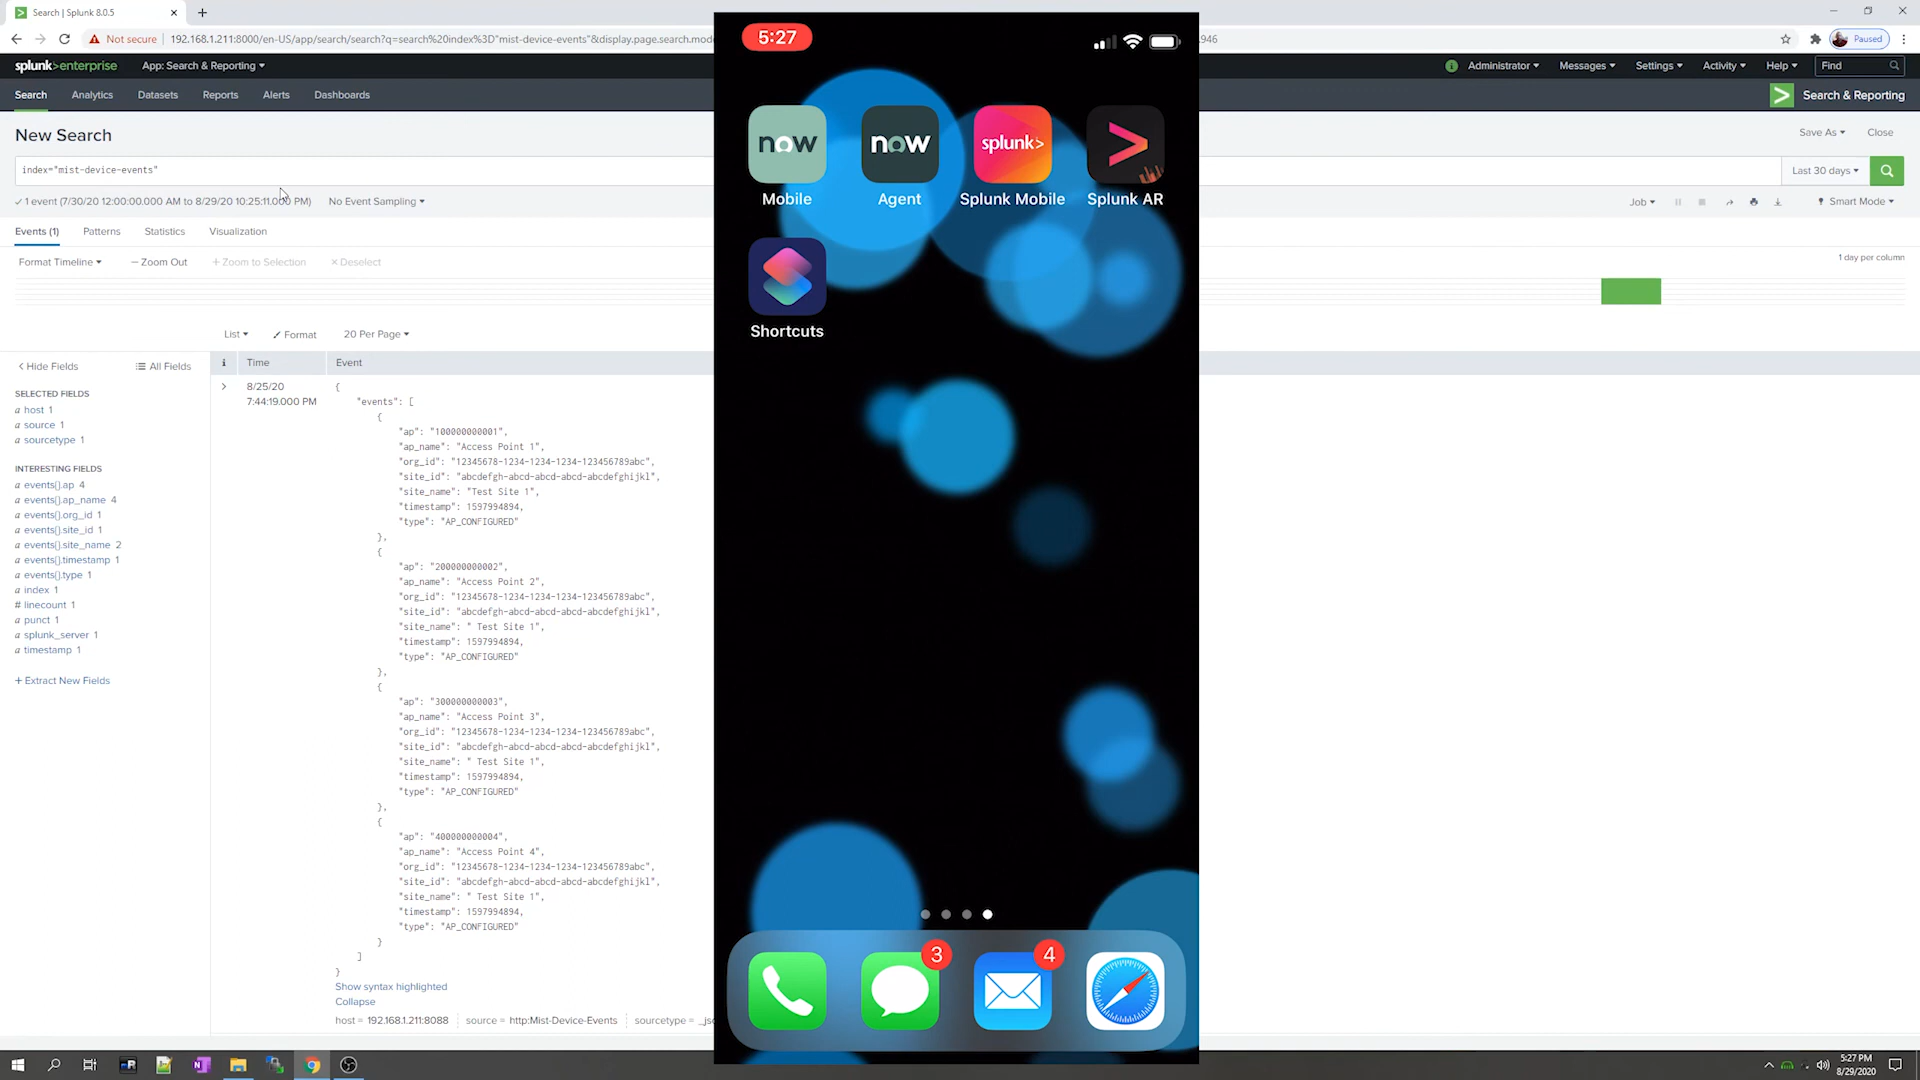 Search | Splunk 8.0.5
Not secure 192.168.1.211:8000/en-US/app/search/search?q=search%20index%3D"mist-device-events"&display.page.search.mod 946
Paused
splunk>enterprise App: Search & Reporting Administrator Messages Settings Activity Help Find
Search Analytics Datasets Reports Alerts Dashboards Search & Reporting
New Search Save As Close
index="mist-device-events" Last 30 days
1 event (7/30/20 12:00:00.000 AM to 8/29/20 10:25:11.000 PM) No Event Sampling Job Smart Mode
Events (1) Patterns Statistics Visualization
Format Timeline — Zoom Out + Zoom to Selection × Deselect 1 day per column
List Format 20 Per Page
< Hide Fields All Fields
SELECTED FIELDS
a host 1
a source 1
a sourcetype 1
INTERESTING FIELDS
a events{}.ap 4
a events{}.ap_name 4
a events{}.org_id 1
a events{}.site_id 1
a events{}.site_name 2
a events{}.timestamp 1
a events{}.type 1
a index 1
# linecount 1
a punct 1
a splunk_server 1
a timestamp 1
+ Extract New Fields
i Time Event
8/25/20
7:44:19.000 PM
{
"events": [
{
"ap": "100000000001",
"ap_name": "Access Point 1",
"org_id": "12345678-1234-1234-1234-123456789abc",
"site_id": "abcdefgh-abcd-abcd-abcd-abcdefghijkl",
"site_name": "Test Site 1",
"timestamp": 1597994894,
"type": "AP_CONFIGURED"
},
{
"ap": "200000000002",
"ap_name": "Access Point 2",
"org_id": "12345678-1234-1234-1234-123456789abc",
"site_id": "abcdefgh-abcd-abcd-abcd-abcdefghijkl",
"site_name": " Test Site 1",
"timestamp": 1597994894,
"type": "AP_CONFIGURED"
},
{
"ap": "300000000003",
"ap_name": "Access Point 3",
"org_id": "12345678-1234-1234-1234-123456789abc",
"site_id": "abcdefgh-abcd-abcd-abcd-abcdefghijkl",
"site_name": " Test Site 1",
"timestamp": 1597994894,
"type": "AP_CONFIGURED"
},
{
"ap": "400000000004",
"ap_name": "Access Point 4",
"org_id": "12345678-1234-1234-1234-123456789abc",
"site_id": "abcdefgh-abcd-abcd-abcd-abcdefghijkl",
"site_name": " Test Site 1",
"timestamp": 1597994894,
"type": "AP_CONFIGURED"
}
]
}
Show syntax highlighted
Collapse
host = 192.168.1.211:8088 source = http:Mist-Device-Events sourcetype = _jso
5:27
now now splunk>
Mobile Agent Splunk Mobile Splunk AR
Shortcuts
3 4
5:27 PM
8/29/2020